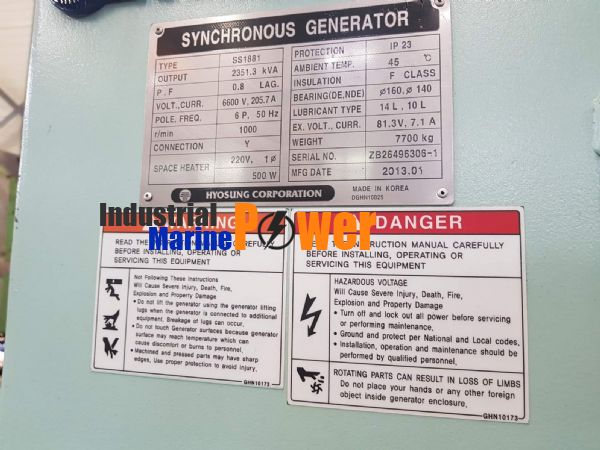 SYNCHRONOUS GENERATOR
TYPE SS1881
OUTPUT 2351.3 kVA
P . F 0.8 LAG.
VOLT., CURR. 6600 V, 205.7 A
POLE. FREQ. 6 P, 50 Hz
r/min 1000
CONNECTION Y
SPACE HEATER 220V, 1ø
500 W
PROTECTION IP 23
AMBIENT TEMP. 45 ℃
INSULATION F CLASS
BEARING(DE,NDE) ø160, ø 140
LUBRICANT TYPE 14 L , 10 L
EX. VOLT., CURR. 81.3V, 7.1 A
WEIGHT 7700 kg
SERIAL NO. ZB26496306-1
MFG DATE 2013.01
HYOSUNG CORPORATION
MADE IN KOREA
DGHN10025
Industrial
Marine Power
WARNING
READ THE CAREFULLY
BEFORE INSTALLING, OPERATING OR
SERVICING THIS EQUIPMENT
Not Following These Instructions
Will Cause Severe Injury, Death, Fire,
Explosion and Property Damage
• Do not lift the generator using the generator lifting
lugs when the generator is connected to additional
equipment. Breakage of lugs can occur.
• Do not touch Generator surfaces because generator
surface may reach temperature which can
cause discomfort or burns to personnel.
• Machined and pressed parts may have sharp
edges, Use proper protection to avoid injury.
GHN10172
DANGER
INSTRUCTION MANUAL CAREFULLY
BEFORE INSTALLING, OPERATING OR
SERVICING THIS EQUIPMENT
HAZARDOUS VOLTAGE
Will Cause Severe Injury, Death, Fire,
Explosion and Property Damage
• Turn off and lock out all power before servicing
or performing maintenance.
• Ground and protect per National and Local codes.
• Installation, operation and maintenance should be
performed by qualified personnel.
ROTATING PARTS CAN RESULT IN LOSS OF LIMBS
Do not place your hands or any other foreign
object inside generator enclosure.
GHN10173